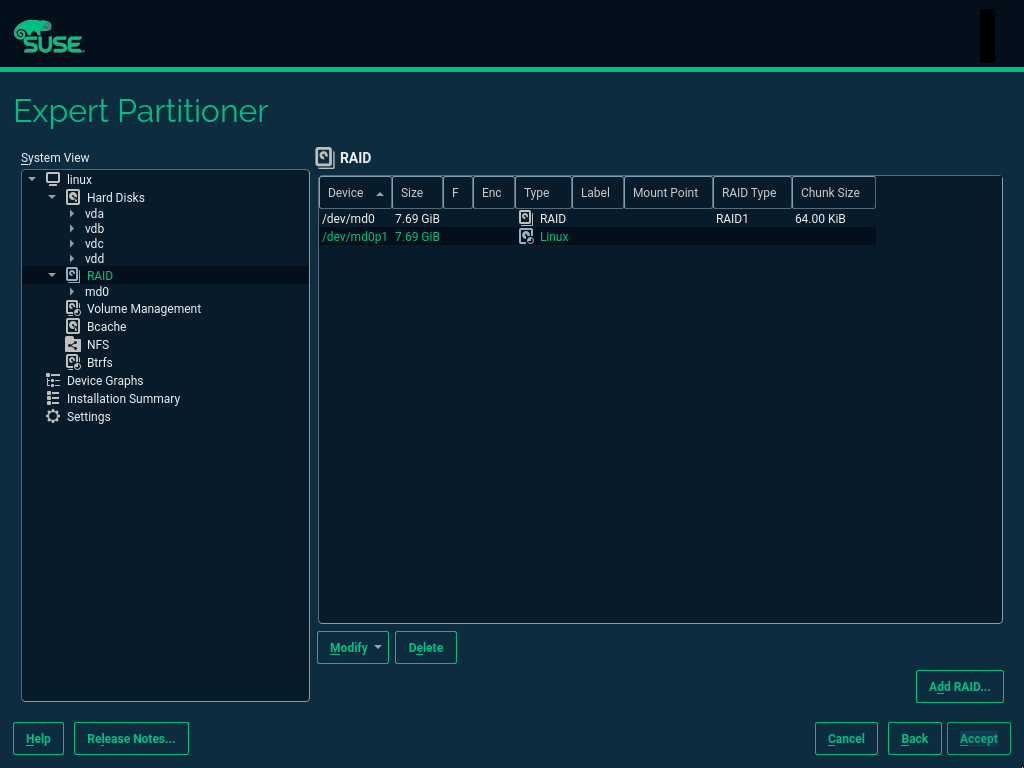 SUSE
Expert Partitioner
System View
linux
Hard Disks
vda
vdb
vdc
vdd
RAID
md0
Volume Management
Bcache
NFS
Btrfs
Device Graphs
Installation Summary
Settings
RAID
Device Size F Enc Type Label Mount Point RAID Type Chunk Size
/dev/md0 7.69 GiB RAID RAID1 64.00 KiB
/dev/md0p1 7.69 GiB Linux
Modify Delete
Add RAID...
Help Release Notes... Cancel Back Accept